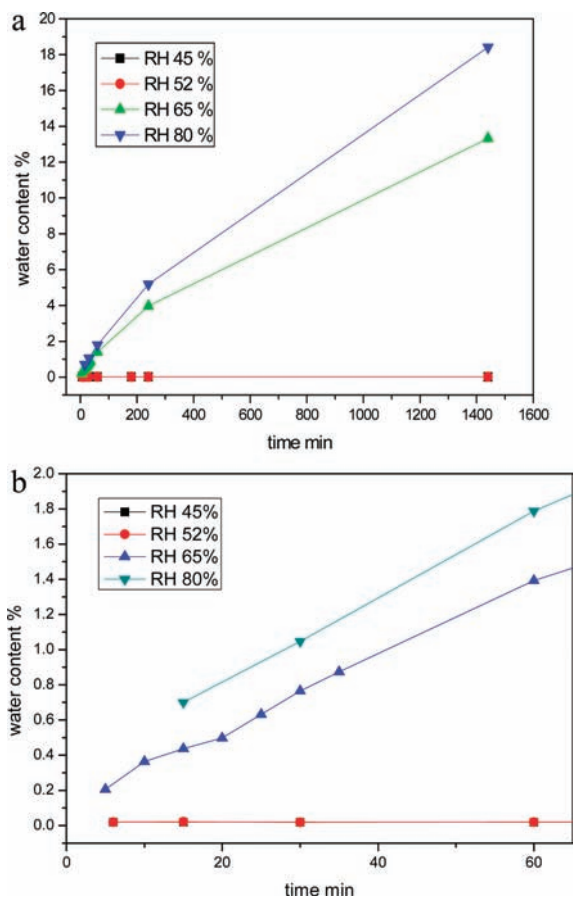 a
20
18
16
14
12
10
8
6
4
2
0
water content %
RH 45 %
RH 52 %
RH 65 %
RH 80 %
0 200 400 600 800 1000 1200 1400 1600
time min
b
2.0
1.8
1.6
1.4
1.2
1.0
0.8
0.6
0.4
0.2
0.0
water content %
RH 45%
RH 52%
RH 65%
RH 80%
0 20 40 60
time min